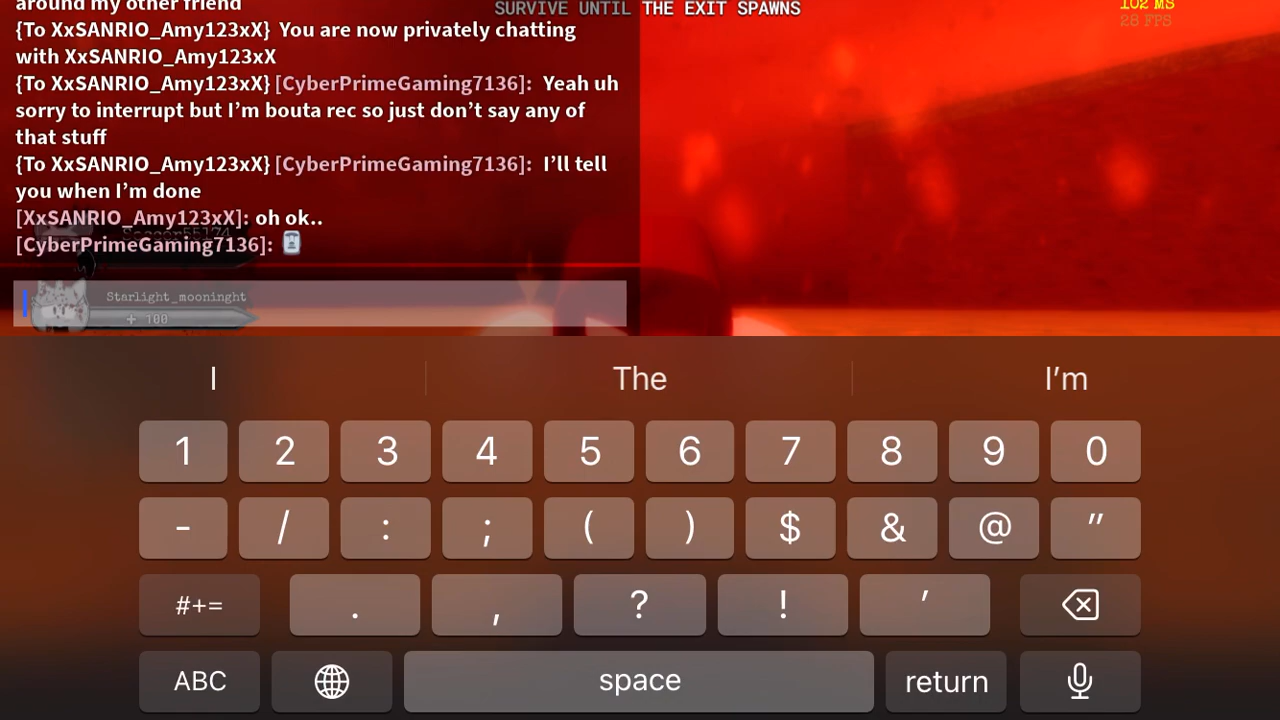 around my other friend
SURVIVE UNTIL THE EXIT SPAWNS
102 MS
28 FPS
{To XxSANRIO_Amy123xX} You are now privately chatting
with XxSANRIO_Amy123xX
{To XxSANRIO_Amy123xX} [CyberPrimeGaming7136]: Yeah uh
sorry to interrupt but I’m bouta rec so just don’t say any of
that stuff
{To XxSANRIO_Amy123xX} [CyberPrimeGaming7136]: I’ll tell
you when I’m done
[XxSANRIO_Amy123xX]: oh ok..
[CyberPrimeGaming7136]: 🗿
Starlight_mooninght
+ 100
I The I’m
1 2 3 4 5 6 7 8 9 0
- / : ; ( ) $ & @ "
#+= . , ? ! ’
ABC space return